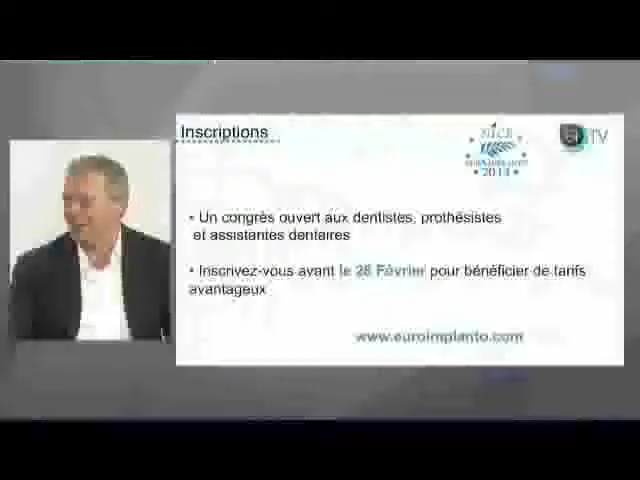 Inscriptions
NICE
2013
TV
• Un congrès ouvert aux dentistes, prothésistes
et assistantes dentaires
• Inscrivez-vous avant le 28 Février pour bénéficier de tarifs
avantageux
www.euroimplanto.com